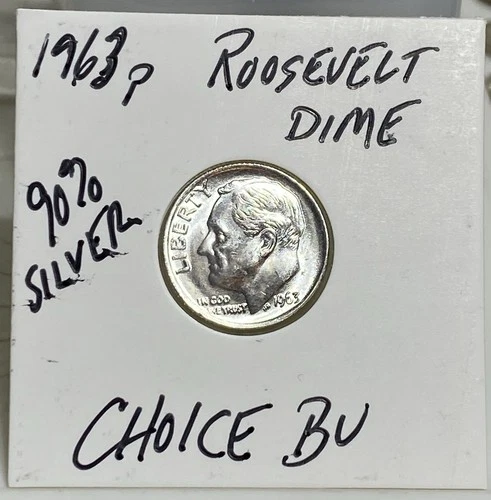 1963 P ROOSEVELT
DIME
90%
SILVER
LIBERTY
IN GOD
WE TRUST
1963
CHOICE BU